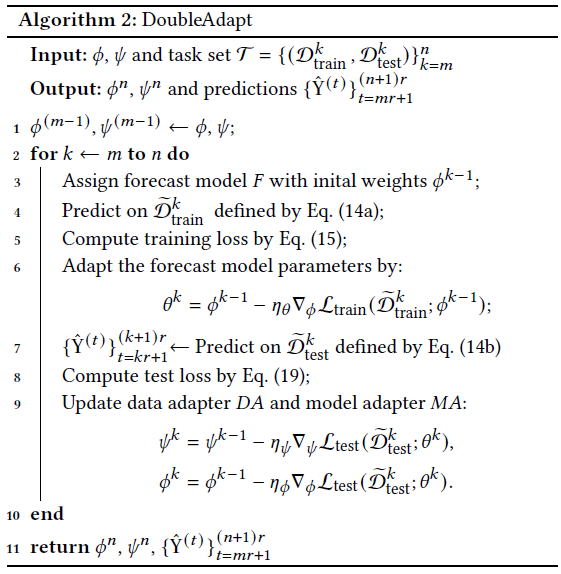 Algorithm 2: DoubleAdapt
Input: ϕ, ψ and task set 𝒯 = {(𝒟^k_train, 𝒟^k_test)}^n_{k=m}
Output: ϕ^n, ψ^n and predictions {Ŷ^(t)}^{(n+1)r}_{t=mr+1}
1 ϕ^(m−1), ψ^(m−1) ← ϕ, ψ;
2 for k ← m to n do
3 Assign forecast model F with inital weights ϕ^{k−1};
4 Predict on 𝒟̃^k_train defined by Eq. (14a);
5 Compute training loss by Eq. (15);
6 Adapt the forecast model parameters by:
θ^k = ϕ^{k−1} − η_θ∇_ϕℒ_train(𝒟̃^k_train; ϕ^{k−1});
7 {Ŷ^(t)}^{(k+1)r}_{t=kr+1} ← Predict on 𝒟̃^k_test defined by Eq. (14b)
8 Compute test loss by Eq. (19);
9 Update data adapter DA and model adapter MA:
ψ^k = ψ^{k−1} − η_ψ∇_ψℒ_test(𝒟̃^k_test; θ^k),
ϕ^k = ϕ^{k−1} − η_ϕ∇_ϕℒ_test(𝒟̃^k_test; θ^k).
10 end
11 return ϕ^n, ψ^n, {Ŷ^(t)}^{(n+1)r}_{t=mr+1}